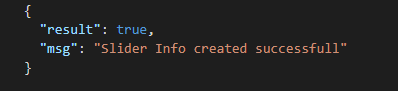 {
"result": true,
"msg": "Slider Info created successfull"
}